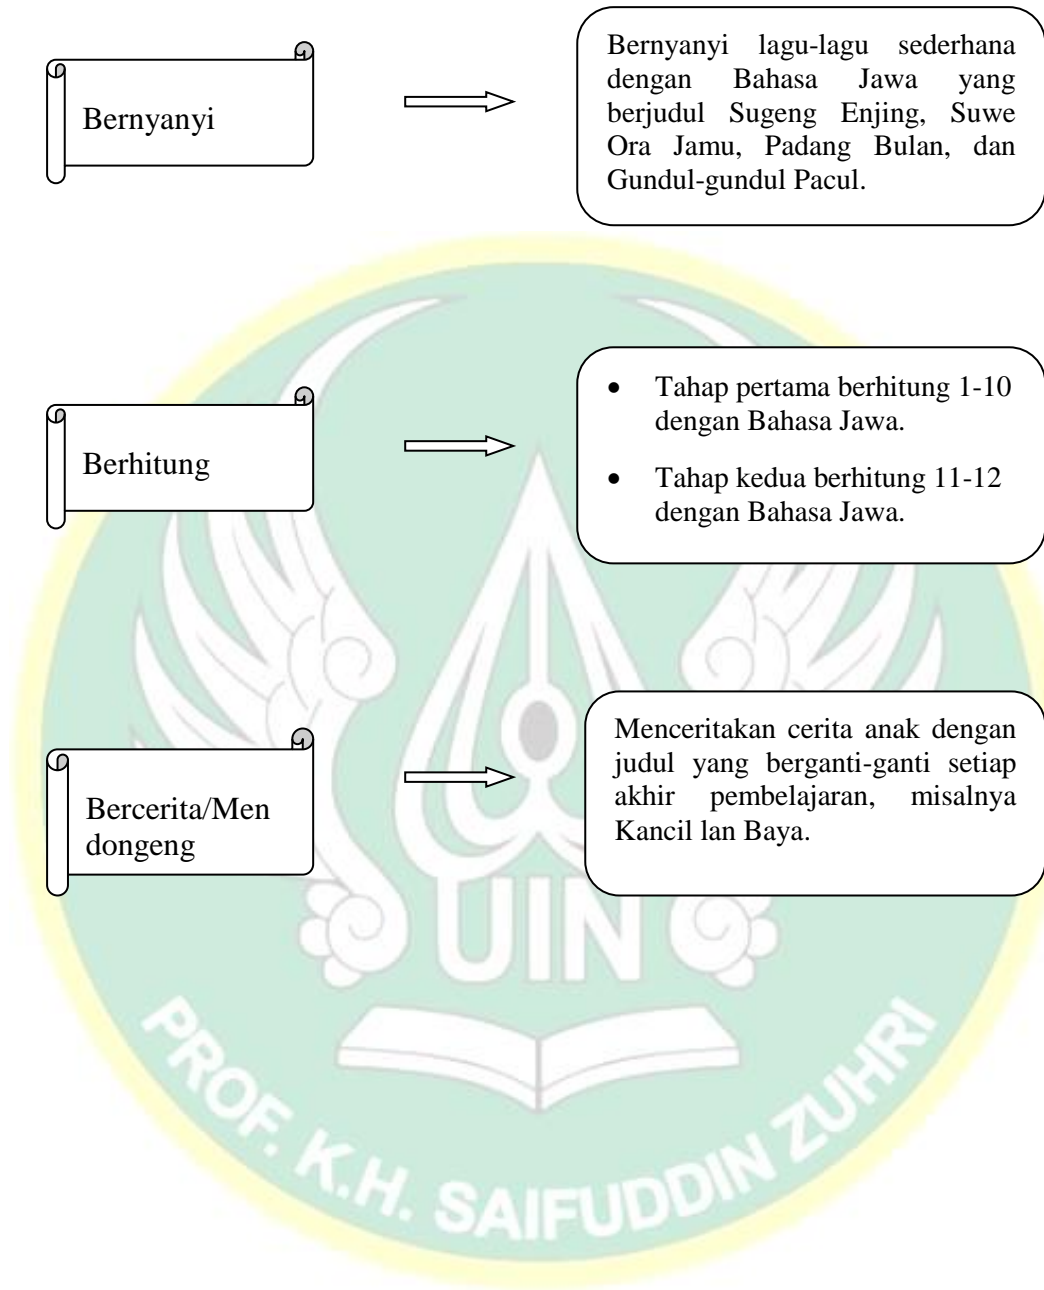 Bernyanyi
Bernyanyi lagu-lagu sederhana
dengan Bahasa Jawa yang
berjudul Sugeng Enjing, Suwe
Ora Jamu, Padang Bulan, dan
Gundul-gundul Pacul.
Berhitung
• Tahap pertama berhitung 1-10
dengan Bahasa Jawa.
• Tahap kedua berhitung 11-12
dengan Bahasa Jawa.
Bercerita/Men
dongeng
Menceritakan cerita anak dengan
judul yang berganti-ganti setiap
akhir pembelajaran, misalnya
Kancil lan Baya.
UIN
PROF. K.H. SAIFUDDIN ZUHRI